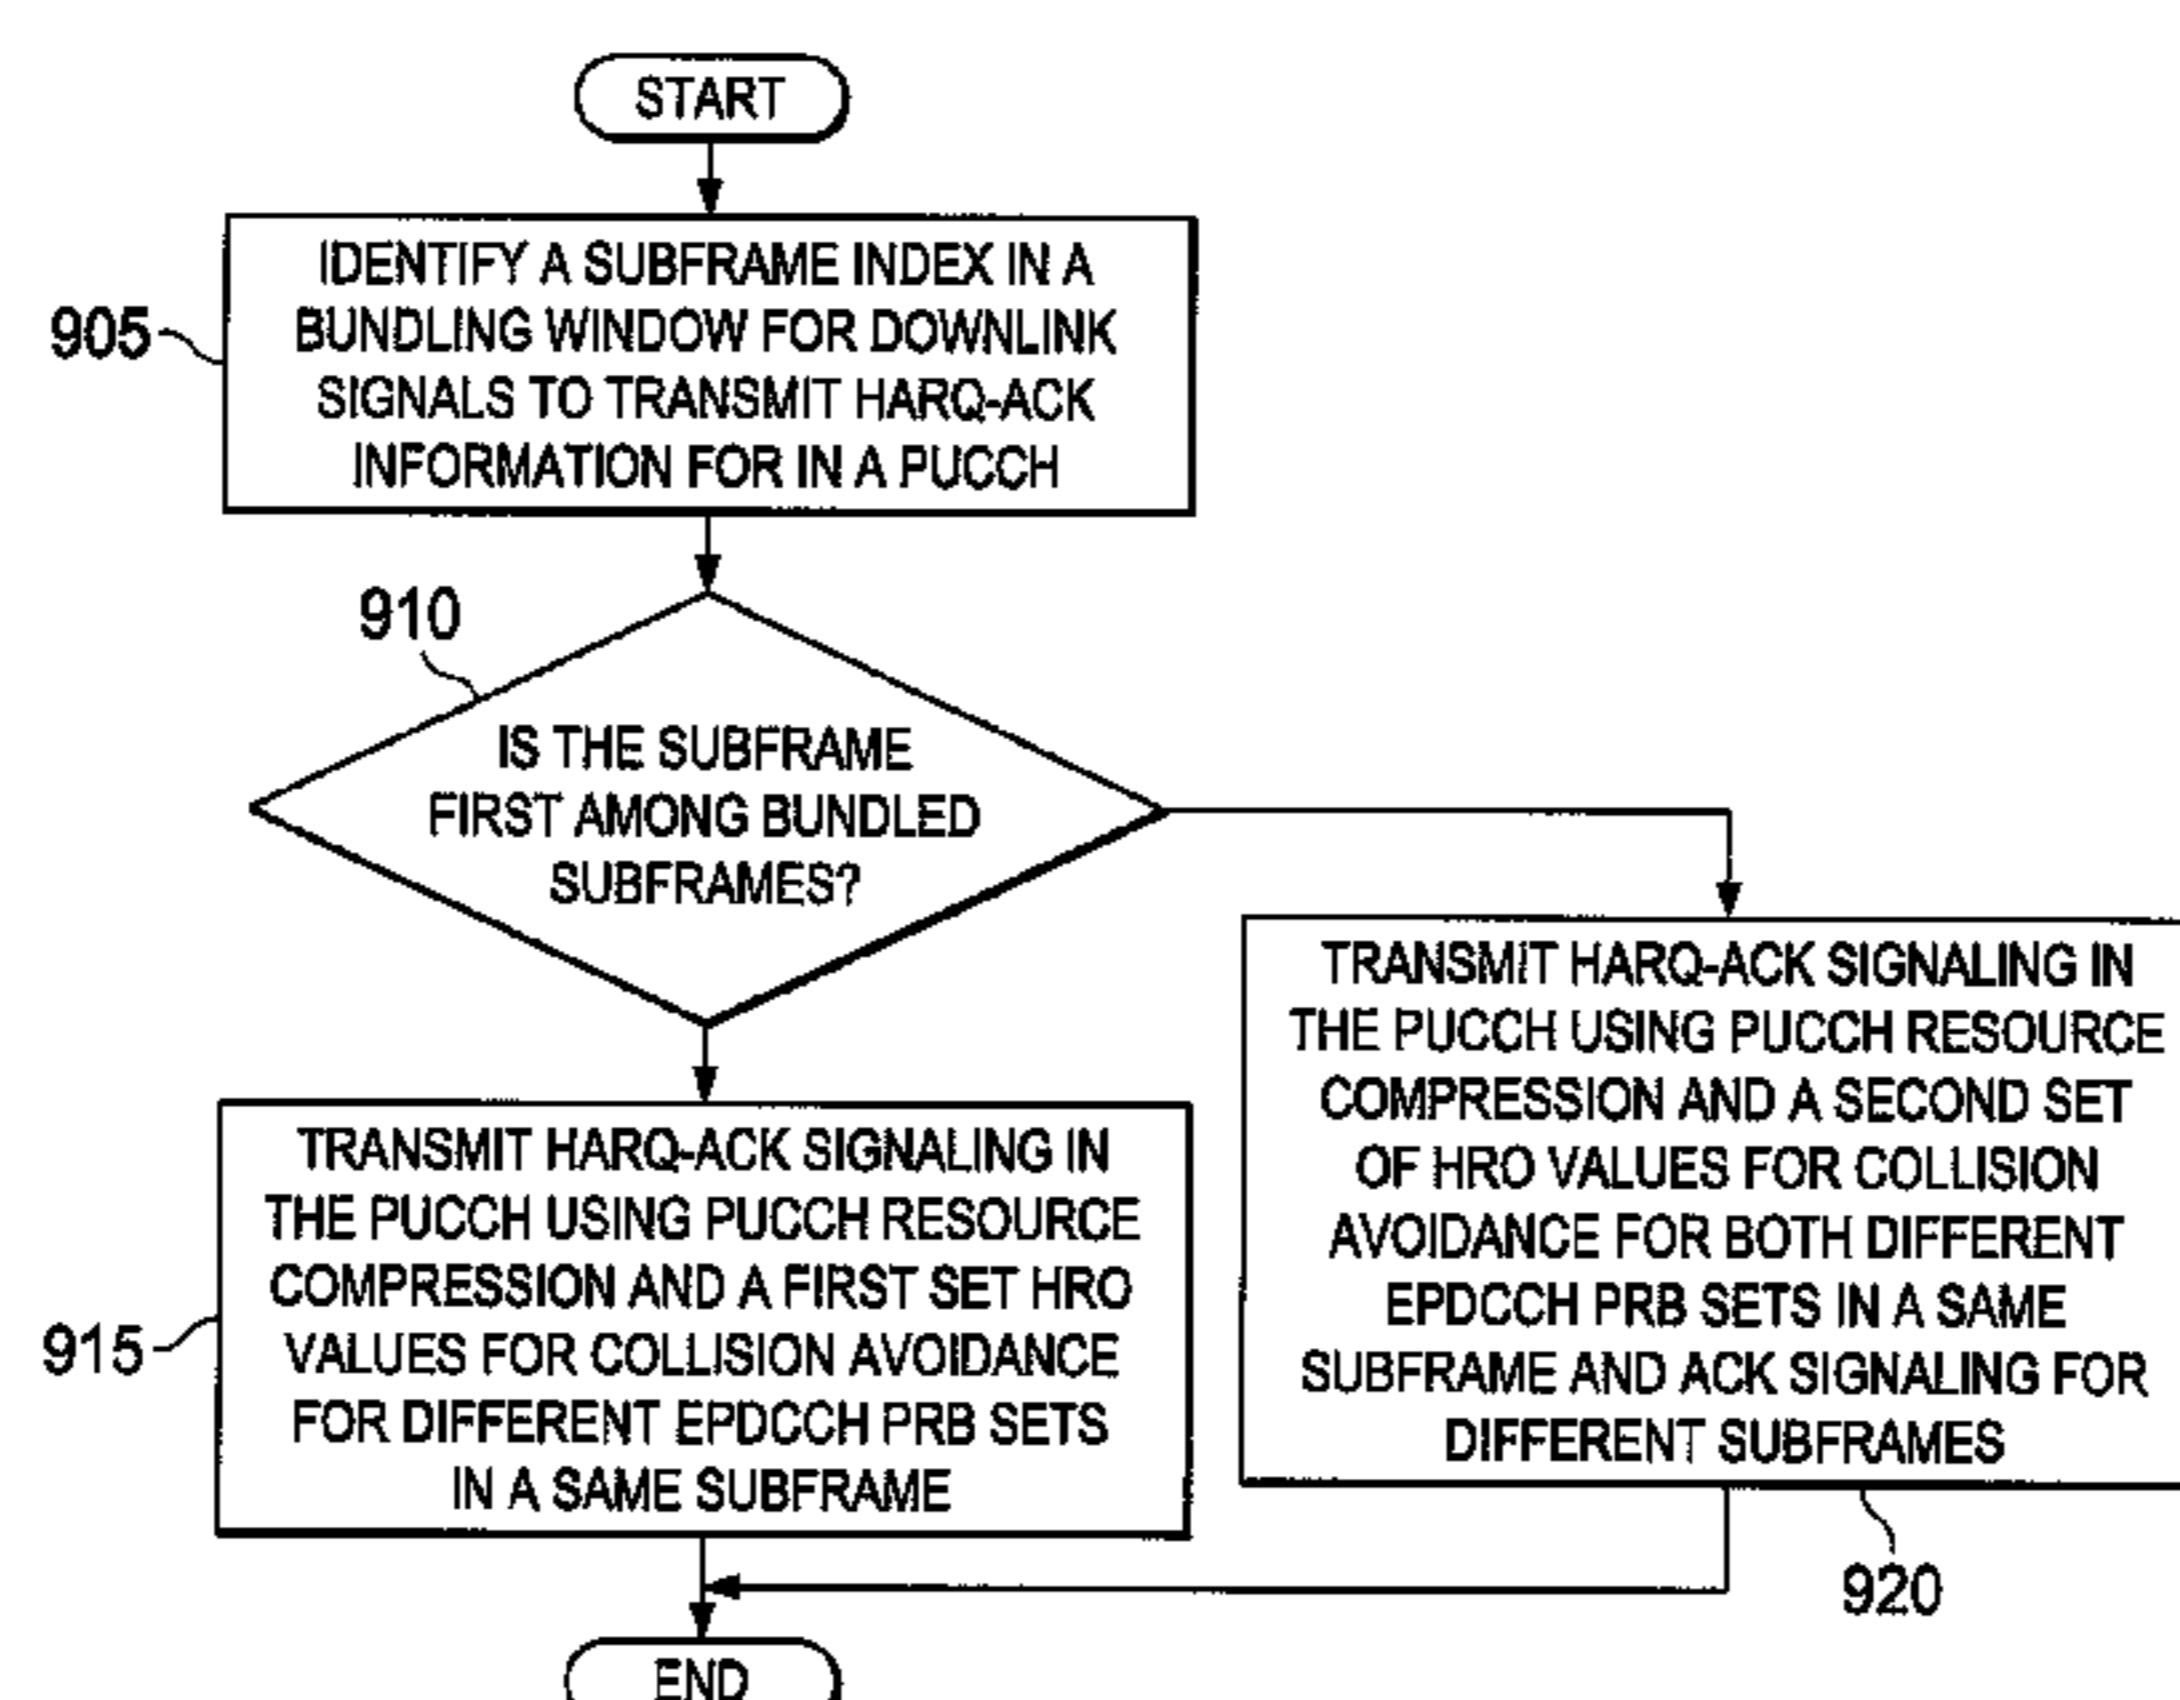 START
IDENTIFY A SUBFRAME INDEX IN A
BUNDLING WINDOW FOR DOWNLINK
SIGNALS TO TRANSMIT HARQ-ACK
INFORMATION FOR IN A PUCCH
905
910
IS THE SUBFRAME
FIRST AMONG BUNDLED
SUBFRAMES?
TRANSMIT HARQ-ACK SIGNALING IN
THE PUCCH USING PUCCH RESOURCE
COMPRESSION AND A FIRST SET HRO
VALUES FOR COLLISION AVOIDANCE
FOR DIFFERENT EPDCCH PRB SETS
IN A SAME SUBFRAME
915
TRANSMIT HARQ-ACK SIGNALING IN
THE PUCCH USING PUCCH RESOURCE
COMPRESSION AND A SECOND SET
OF HRO VALUES FOR COLLISION
AVOIDANCE FOR BOTH DIFFERENT
EPDCCH PRB SETS IN A SAME
SUBFRAME AND ACK SIGNALING FOR
DIFFERENT SUBFRAMES
920
END